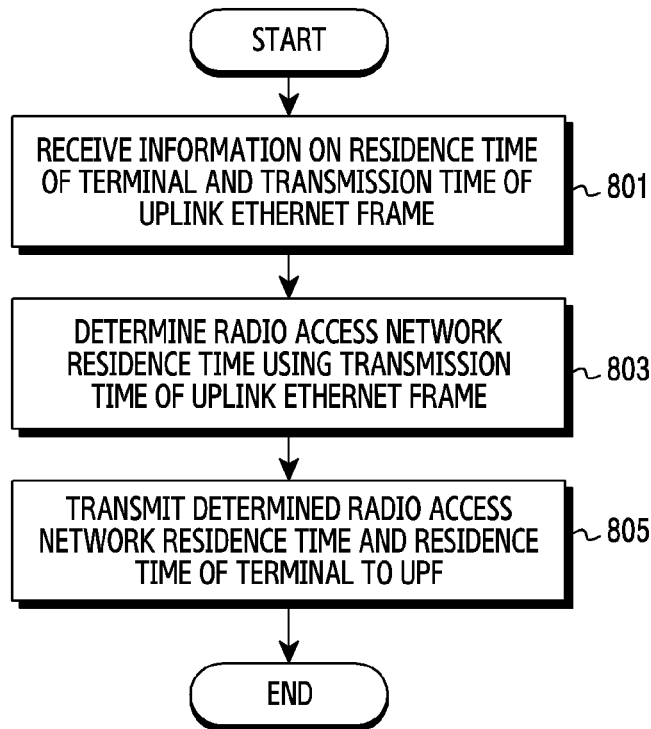 START
RECEIVE INFORMATION ON RESIDENCE TIME
OF TERMINAL AND TRANSMISSION TIME OF
UPLINK ETHERNET FRAME
801
DETERMINE RADIO ACCESS NETWORK
RESIDENCE TIME USING TRANSMISSION
TIME OF UPLINK ETHERNET FRAME
803
TRANSMIT DETERMINED RADIO ACCESS
NETWORK RESIDENCE TIME AND RESIDENCE
TIME OF TERMINAL TO UPF
805
END